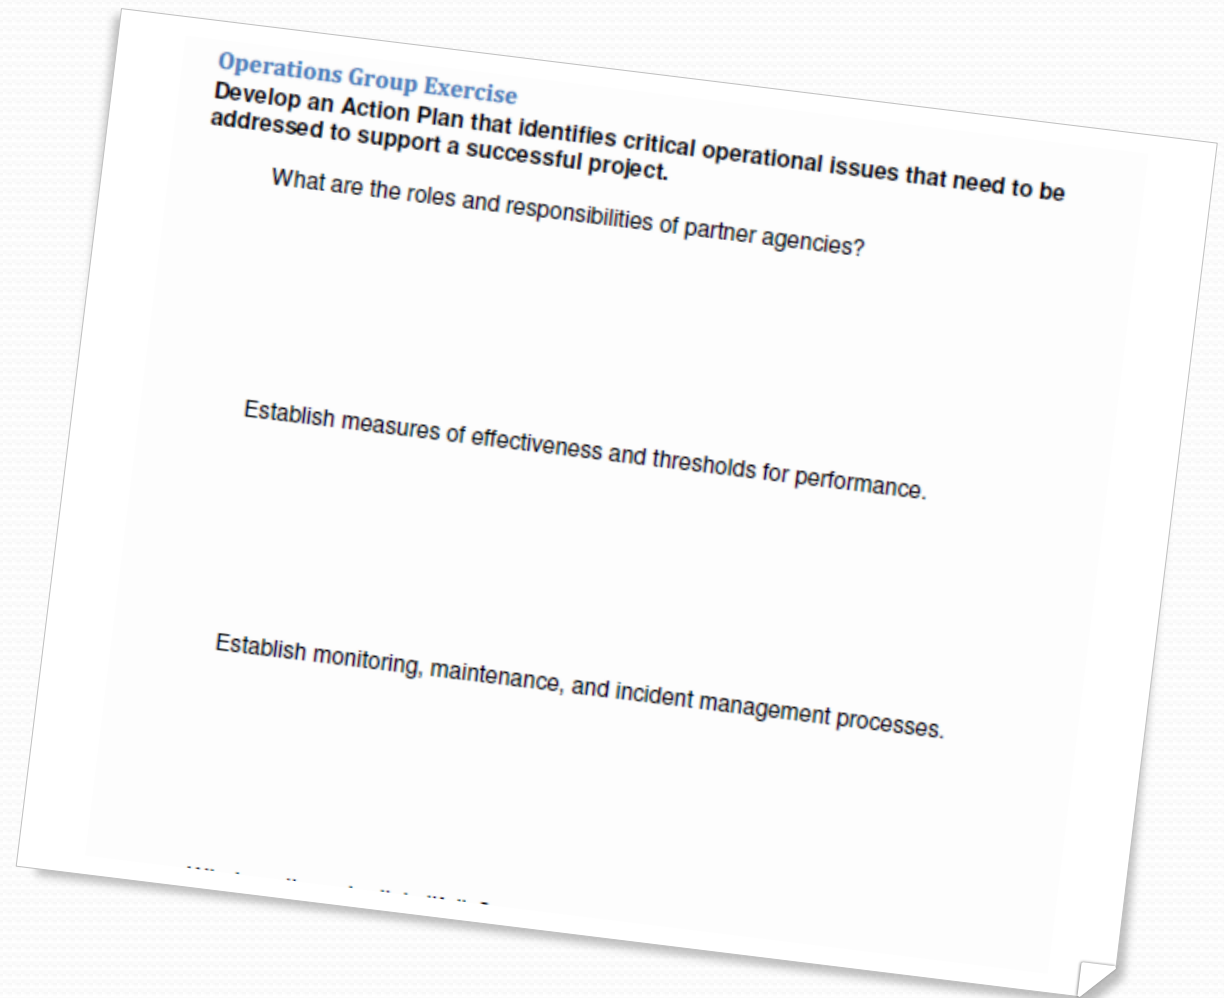 Operations Group Exercise
Develop an Action Plan that identifies critical operational issues that need to be
addressed to support a successful project.
What are the roles and responsibilities of partner agencies?
Establish measures of effectiveness and thresholds for performance.
Establish monitoring, maintenance, and incident management processes.